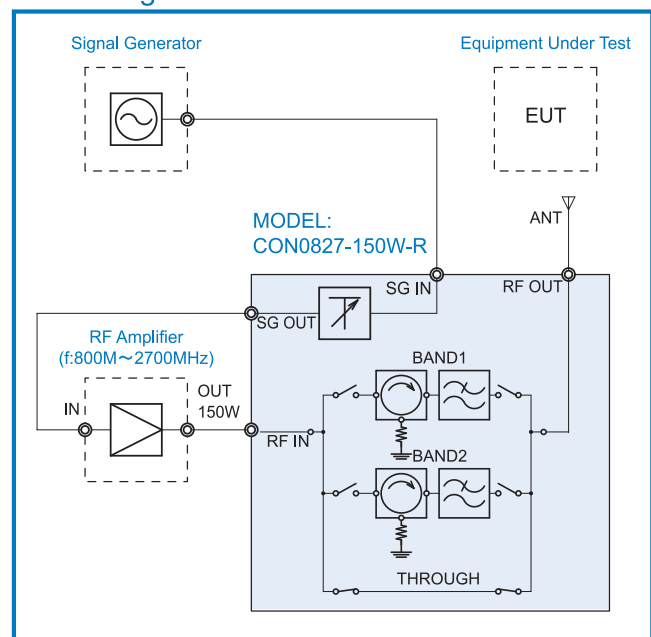 Signal Generator
Equipment Under Test
EUT
ANT
MODEL:
CON0827-150W-R
SG IN
RF OUT
SG OUT
RF Amplifier
(f:800M～2700MHz)
BAND1
OUT
IN
150W
RF IN
BAND2
THROUGH